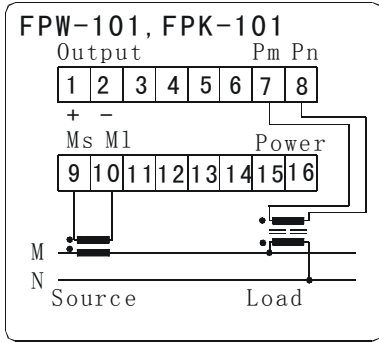 FPW-101, FPK-101
Output Pm Pn
1 2 3 4 5 6 7 8
+ −
Ms Ml Power
9 10 11 12 13 14 15 16
M
N
Source Load